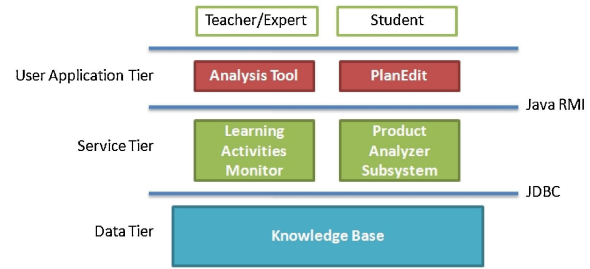 Teacher/Expert
Student
User Application Tier
Analysis Tool
PlanEdit
Java RMI
Service Tier
Learning
Activities
Monitor
Product
Analyzer
Subsystem
JDBC
Data Tier
Knowledge Base